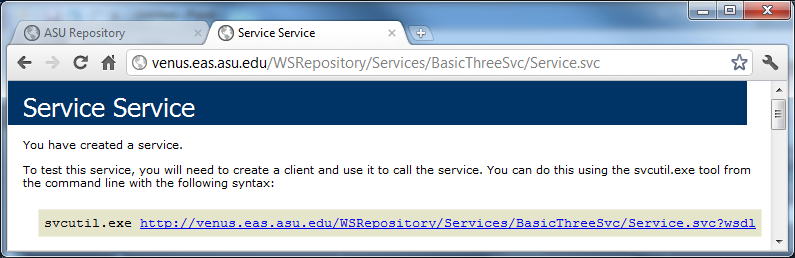 ASU Repository
Service Service
venus.eas.asu.edu/WSRepository/Services/BasicThreeSvc/Service.svc
Service Service
You have created a service.
To test this service, you will need to create a client and use it to call the service. You can do this using the svcutil.exe tool from
the command line with the following syntax:
svcutil.exe http://venus.eas.asu.edu/WSRepository/Services/BasicThreeSvc/Service.svc?wsdl